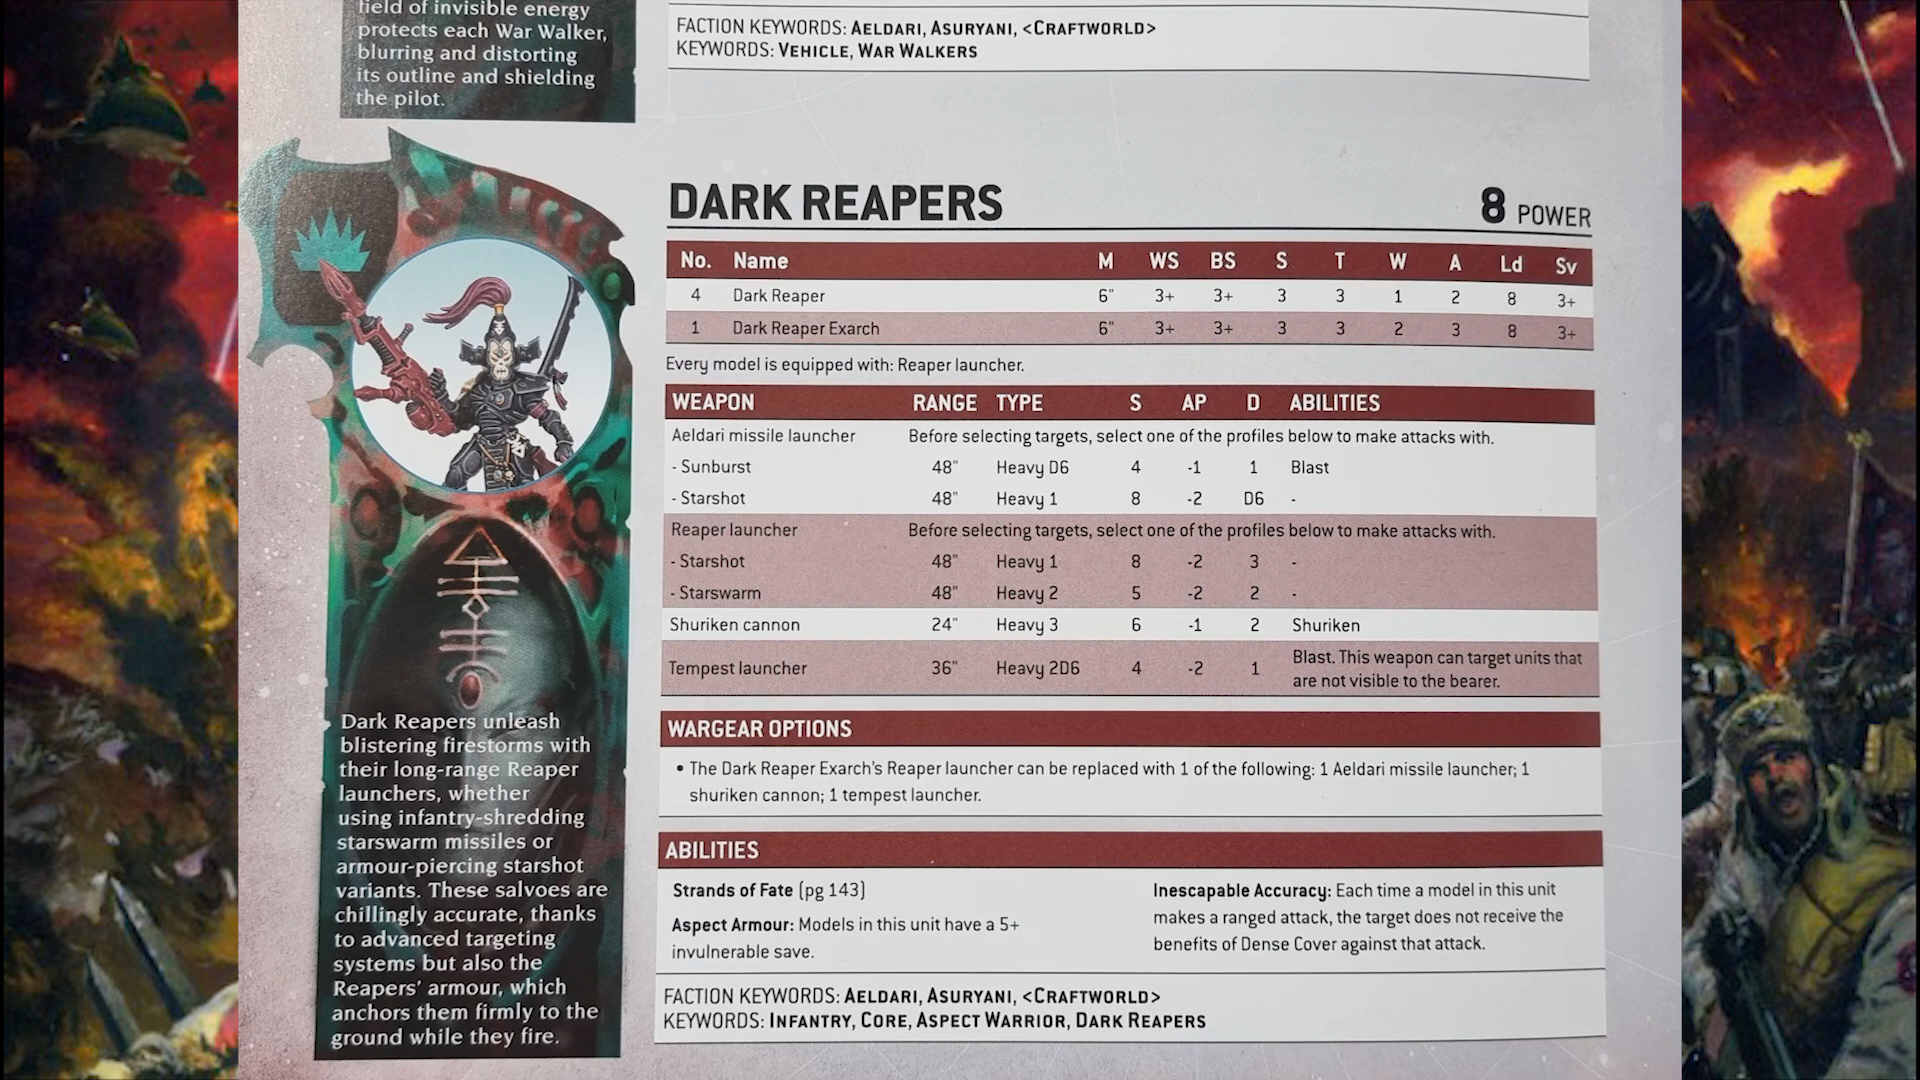 field of invisible energy
protects each War Walker,
blurring and distorting
its outline and shielding
the pilot.
FACTION KEYWORDS: AELDARI, ASURYANI, <CRAFTWORLD>
KEYWORDS: VEHICLE, WAR WALKERS
DARK REAPERS 8 POWER
No. Name M WS BS S T W A Ld Sv
4 Dark Reaper 6" 3+ 3+ 3 3 1 2 8 3+
1 Dark Reaper Exarch 6" 3+ 3+ 3 3 2 3 8 3+
Every model is equipped with: Reaper launcher.
WEAPON RANGE TYPE S AP D ABILITIES
Aeldari missile launcher Before selecting targets, select one of the profiles below to make attacks with.
- Sunburst 48" Heavy D6 4 -1 1 Blast
- Starshot 48" Heavy 1 8 -2 D6 -
Reaper launcher Before selecting targets, select one of the profiles below to make attacks with.
- Starshot 48" Heavy 1 8 -2 3 -
- Starswarm 48" Heavy 2 5 -2 2 -
Shuriken cannon 24" Heavy 3 6 -1 2 Shuriken
Tempest launcher 36" Heavy 2D6 4 -2 1 Blast. This weapon can target units that
are not visible to the bearer.
WARGEAR OPTIONS
• The Dark Reaper Exarch's Reaper launcher can be replaced with 1 of the following: 1 Aeldari missile launcher; 1
shuriken cannon; 1 tempest launcher.
ABILITIES
Strands of Fate (pg 143)
Aspect Armour: Models in this unit have a 5+
invulnerable save.
Inescapable Accuracy: Each time a model in this unit
makes a ranged attack, the target does not receive the
benefits of Dense Cover against that attack.
FACTION KEYWORDS: AELDARI, ASURYANI, <CRAFTWORLD>
KEYWORDS: INFANTRY, CORE, ASPECT WARRIOR, DARK REAPERS
Dark Reapers unleash
blistering firestorms with
their long-range Reaper
launchers, whether
using infantry-shredding
starswarm missiles or
armour-piercing starshot
variants. These salvoes are
chillingly accurate, thanks
to advanced targeting
systems but also the
Reapers' armour, which
anchors them firmly to the
ground while they fire.